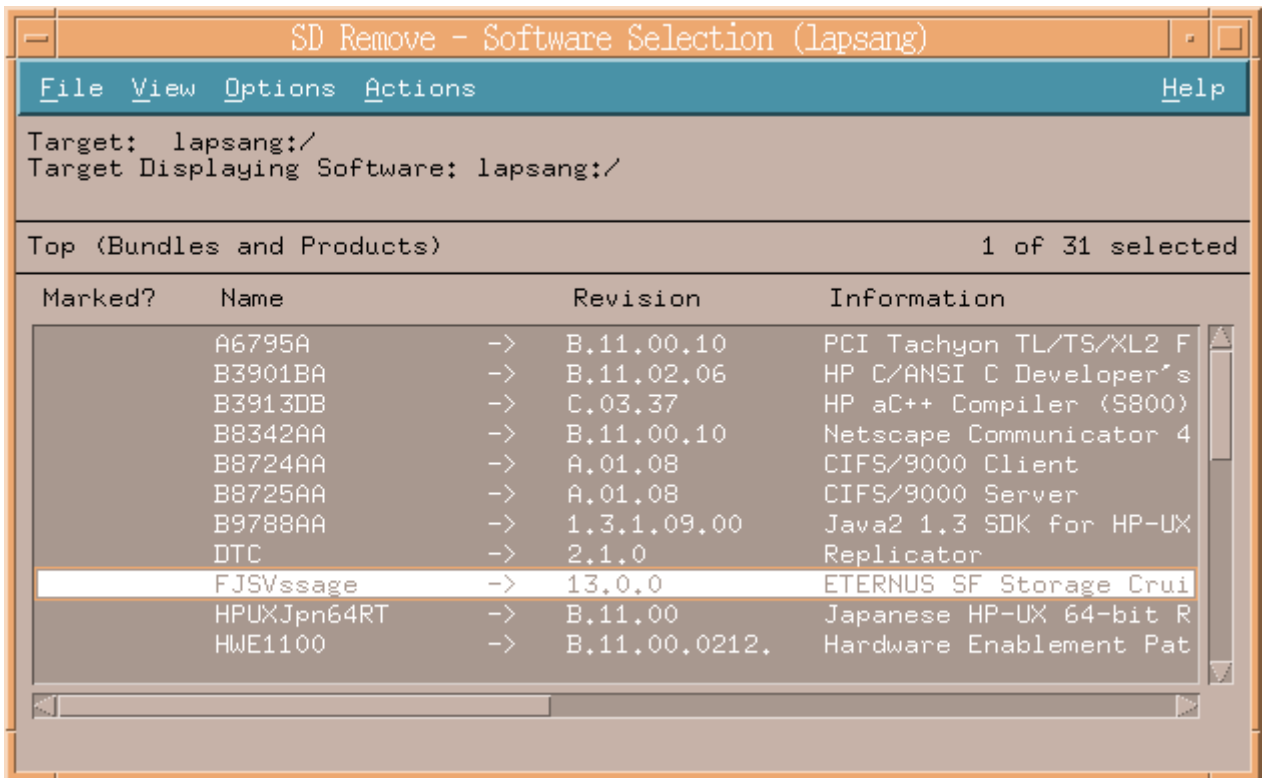 SD Remove - Software Selection (lapsang)
File View Options Actions Help
Target: lapsang:/
Target Displaying Software: lapsang:/
Top (Bundles and Products) 1 of 31 selected
Marked? Name Revision Information
A6795A -> B.11.00.10 PCI Tachyon TL/TS/XL2 F
B3901BA -> B.11.02.06 HP C/ANSI C Developer's
B3913DB -> C.03.37 HP aC++ Compiler (S800)
B8342AA -> B.11.00.10 Netscape Communicator 4
B8724AA -> A.01.08 CIFS/9000 Client
B8725AA -> A.01.08 CIFS/9000 Server
B9788AA -> 1.3.1.09.00 Java2 1.3 SDK for HP-UX
DTC -> 2.1.0 Replicator
FJSVssage -> 13.0.0 ETERNUS SF Storage Crui
HPUXJpn64RT -> B.11.00 Japanese HP-UX 64-bit R
HWE1100 -> B.11.00.0212. Hardware Enablement Pat